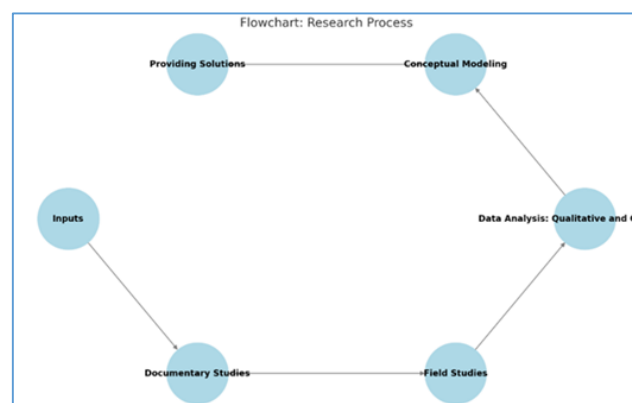 Flowchart: Research Process
Providing Solutions
Conceptual Modeling
Inputs
Data Analysis: Qualitative and
Documentary Studies
Field Studies